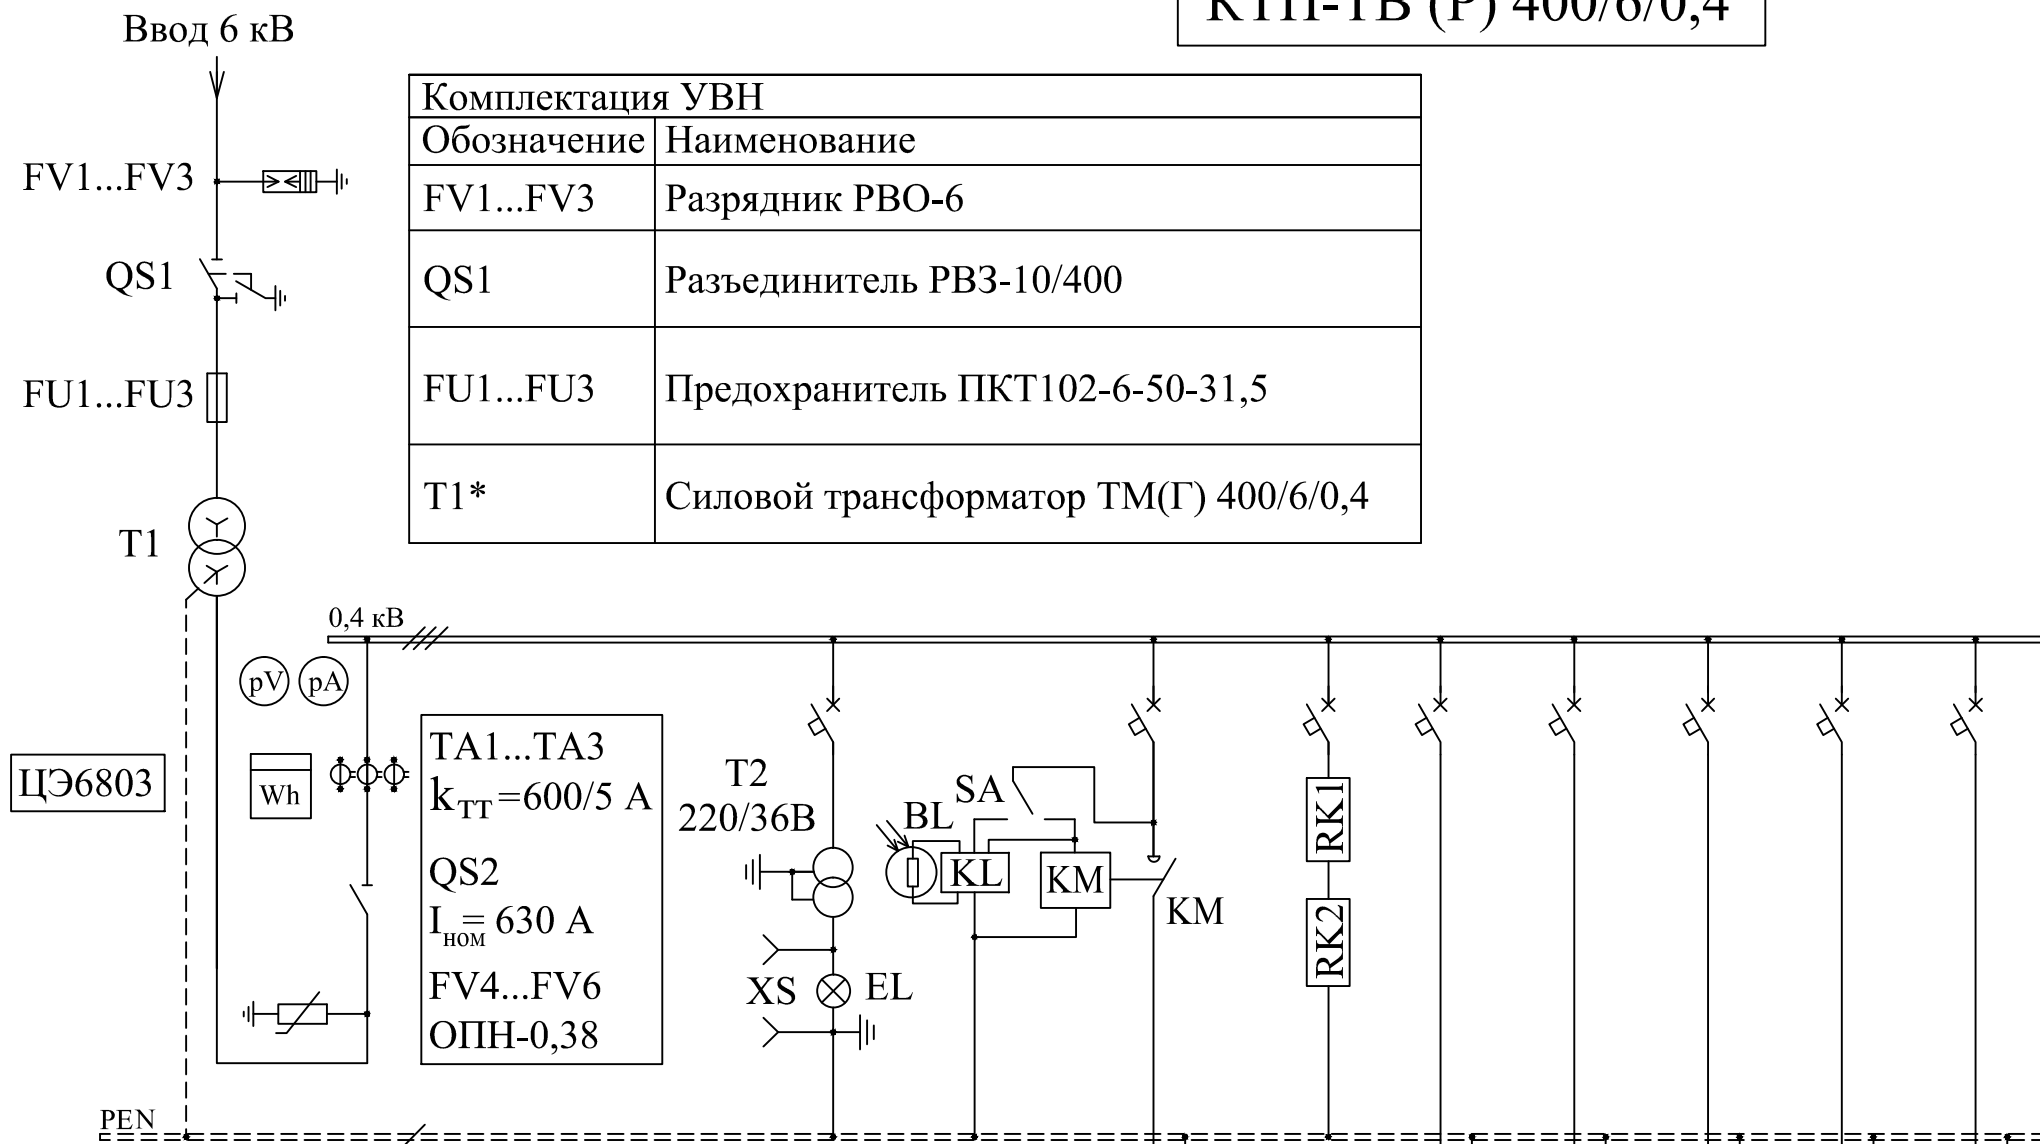 КТП-ТВ (Р) 400/6/0,4
Ввод 6 кВ
Комплектация УВН
Обозначение Наименование
FV1...FV3
FV1...FV3 Разрядник РВО-6
QS1
QS1 Разъединитель РВЗ-10/400
FU1...FU3
FU1...FU3 Предохранитель ПКТ102-6-50-31,5
T1
T1* Силовой трансформатор ТМ(Г) 400/6/0,4
0,4 кВ
pV pA
ЦЭ6803
Wh
TA1...TA3
kтт=600/5 А
QS2
Iном= 630 А
FV4...FV6
ОПН-0,38
T2
220/36В
XS
EL
BL
SA
KL
KM
KM
RK1
RK2
PEN